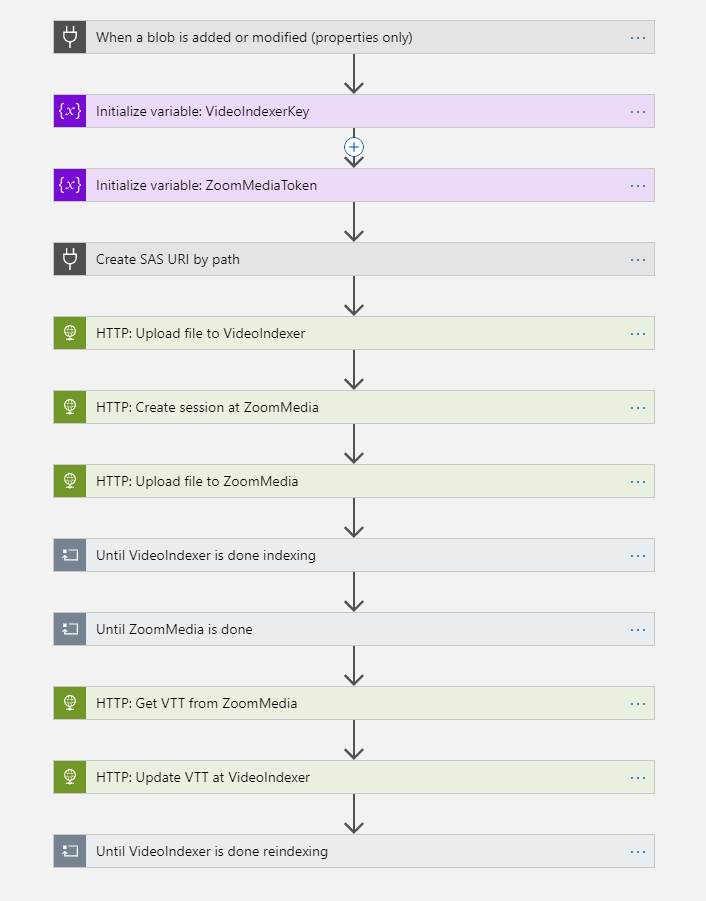 When a blob is added or modified (properties only)
{x} Initialize variable: VideoIndexerKey
{x} Initialize variable: ZoomMediaToken
Create SAS URI by path
HTTP: Upload file to VideoIndexer
HTTP: Create session at ZoomMedia
HTTP: Upload file to ZoomMedia
Until VideoIndexer is done indexing
Until ZoomMedia is done
HTTP: Get VTT from ZoomMedia
HTTP: Update VTT at VideoIndexer
Until VideoIndexer is done reindexing